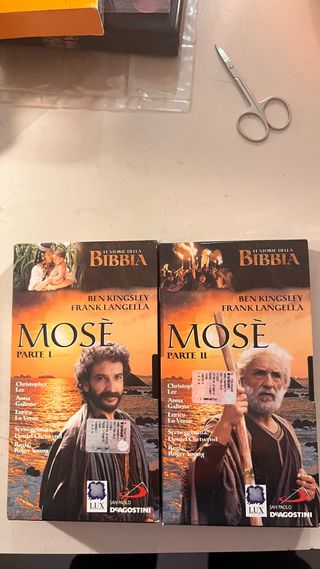 LE STORIE DELLA
BIBBIA
BEN KINGSLEY
FRANK LANGELLA
MOSÈ
PARTE I
Christopher
Lee
Anna
Galiena
Enrico
Lo Verso
Sceneggiatura
Lionel Chetwynd
Regia
Roger Young
LUX
SAN PAOLO
DeAGOSTINI
LE STORIE DELLA
BIBBIA
BEN KINGSLEY
FRANK LANGELLA
MOSÈ
PARTE II
Lee
Anna
Galiena
Enrico
Lo Verso
Sceneggiatura
Lionel Chetwynd
Regia
Roger Young
LUX
SAN PAOLO
DeAGOSTINI